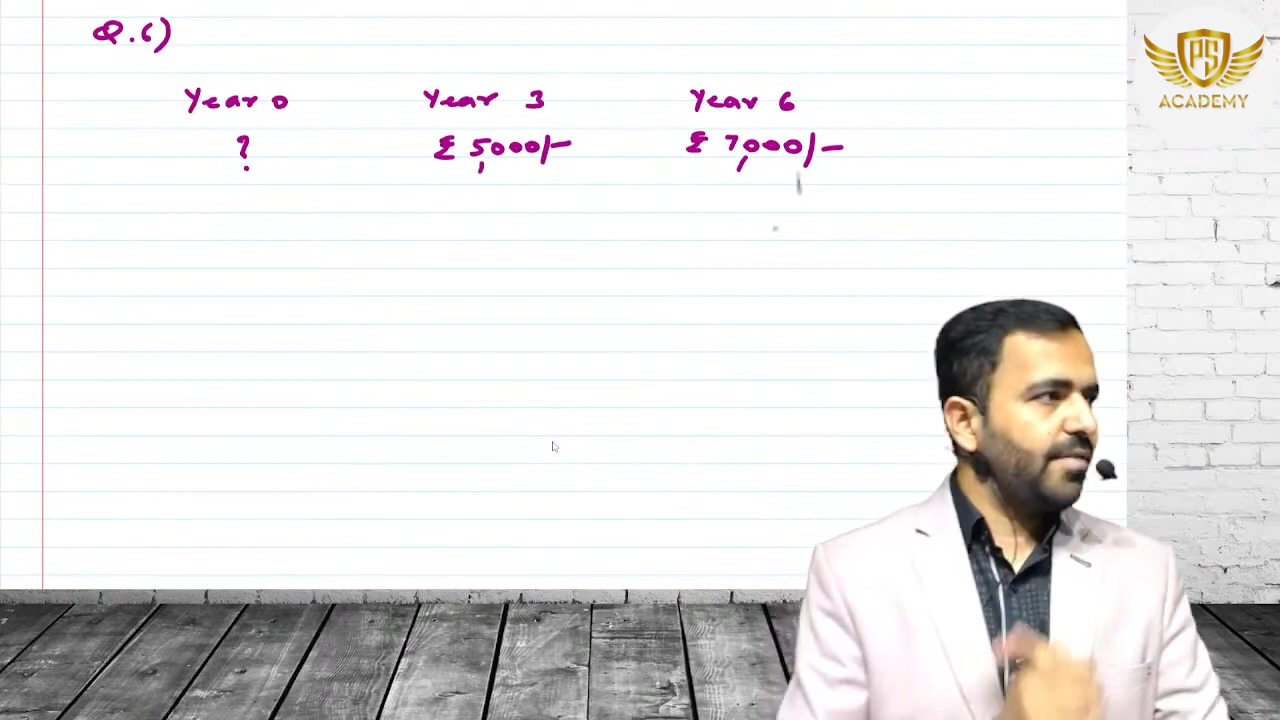 Q.6)
Year 0 Year 3 Year 6
? ₹ 5,000/- ₹ 7,000/-
PS
ACADEMY